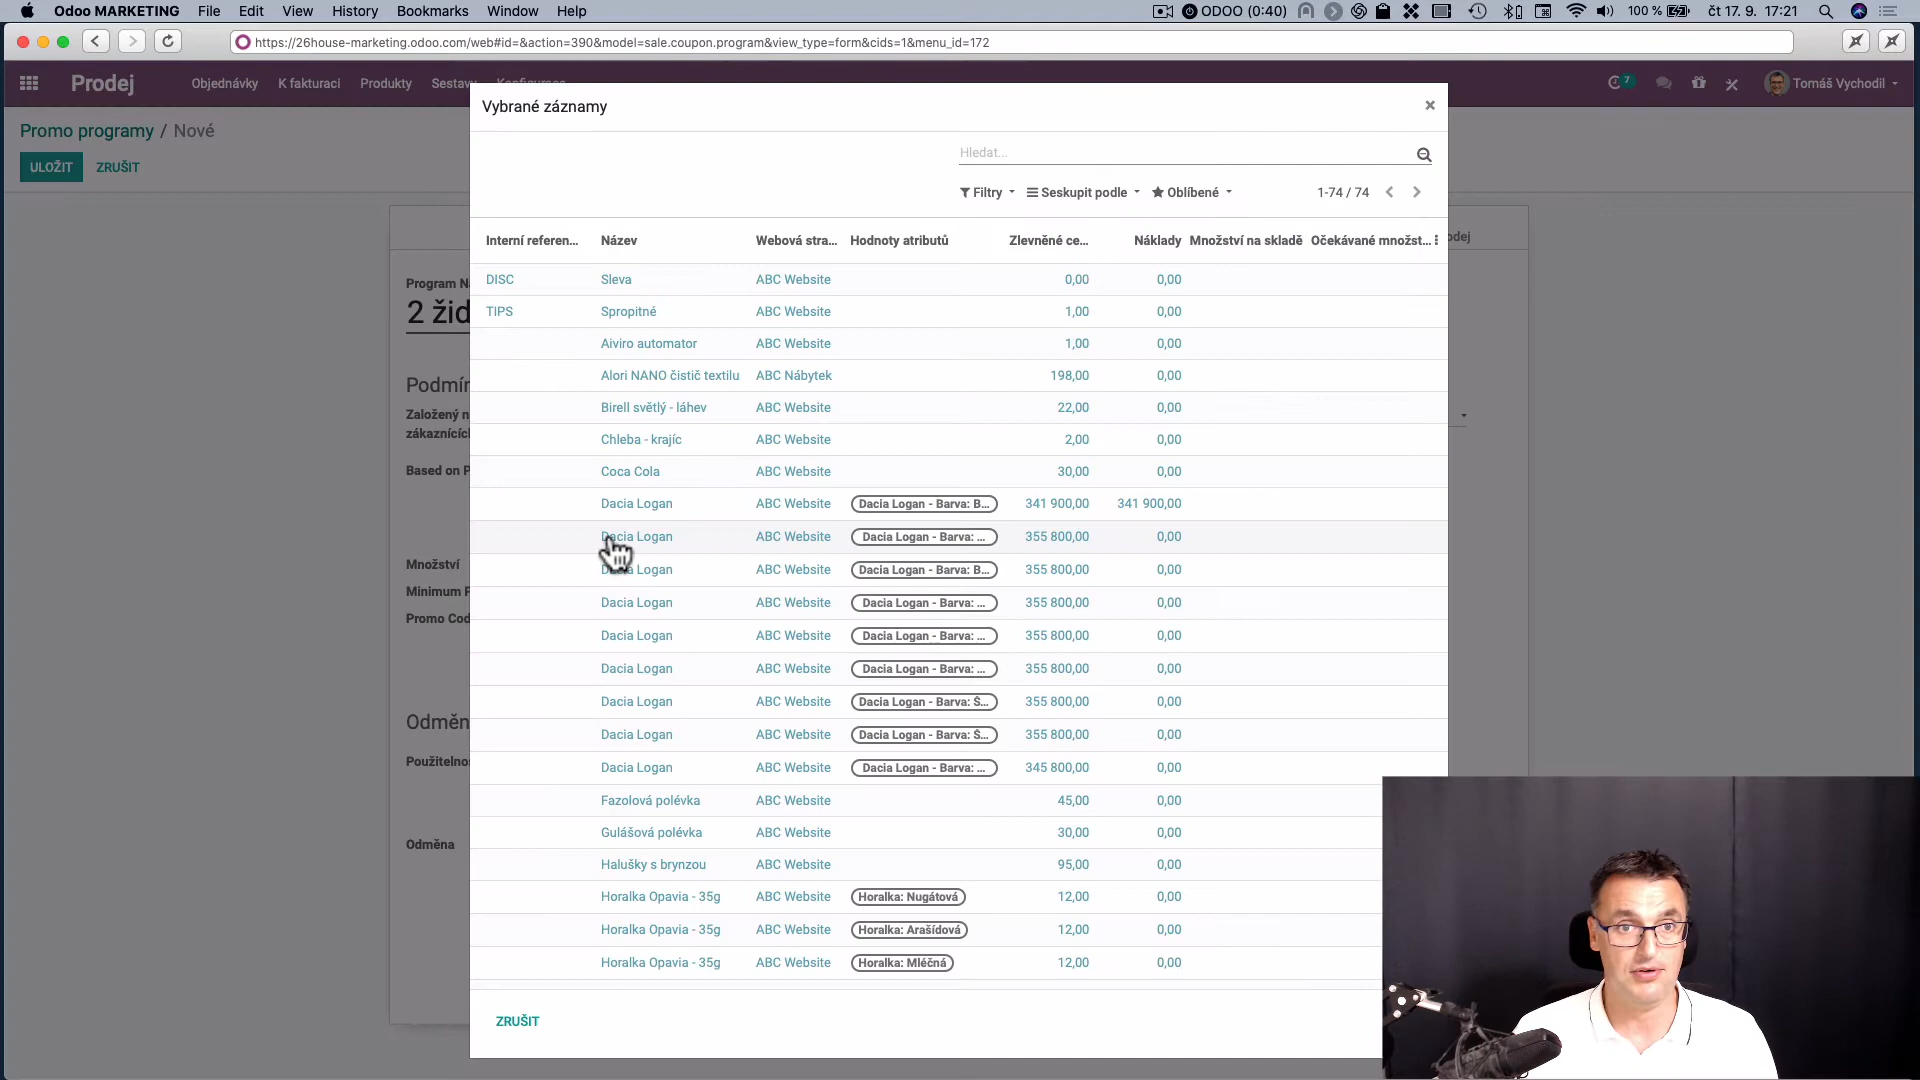 Odoo MARKETING File Edit View History Bookmarks Window Help ODOO (0:40) 100 % čt 17. 9. 17:21
https://26house-marketing.odoo.com/web#id=&action=390&model=sale.coupon.program&view_type=form&cids=1&menu_id=172
Prodej Objednávky K fakturaci Produkty Sestavy Konfigurace 7 Tomáš Vychodil
Vybrané záznamy ×
Promo programy / Nové
ULOŽIT ZRUŠIT
Hledat...
Filtry Seskupit podle Oblíbené 1-74 / 74
Interní referen... Název Webová stra... Hodnoty atributů Zlevněné ce... Náklady Množství na skladě Očekávané množst...
DISC Sleva ABC Website 0,00 0,00
TIPS Spropitné ABC Website 1,00 0,00
Aiviro automator ABC Website 1,00 0,00
Alori NANO čistič textilu ABC Nábytek 198,00 0,00
Birell světlý - láhev ABC Website 22,00 0,00
Chleba - krajíc ABC Website 2,00 0,00
Coca Cola ABC Website 30,00 0,00
Dacia Logan ABC Website Dacia Logan - Barva: B... 341 900,00 341 900,00
Dacia Logan ABC Website Dacia Logan - Barva: ... 355 800,00 0,00
Dacia Logan ABC Website Dacia Logan - Barva: B... 355 800,00 0,00
Dacia Logan ABC Website Dacia Logan - Barva: ... 355 800,00 0,00
Dacia Logan ABC Website Dacia Logan - Barva: ... 355 800,00 0,00
Dacia Logan ABC Website Dacia Logan - Barva: ... 355 800,00 0,00
Dacia Logan ABC Website Dacia Logan - Barva: Š... 355 800,00 0,00
Dacia Logan ABC Website Dacia Logan - Barva: Š... 355 800,00 0,00
Dacia Logan ABC Website Dacia Logan - Barva: ... 345 800,00 0,00
Fazolová polévka ABC Website 45,00 0,00
Gulášová polévka ABC Website 30,00 0,00
Halušky s brynzou ABC Website 95,00 0,00
Horalka Opavia - 35g ABC Website Horalka: Nugátová 12,00 0,00
Horalka Opavia - 35g ABC Website Horalka: Arašídová 12,00 0,00
Horalka Opavia - 35g ABC Website Horalka: Mléčná 12,00 0,00
ZRUŠIT
Program N
2 žid
Podmír
Založený n
zákaznícíc
Based on P
Množství
Minimum P
Promo Cod
Odměn
Použitelnos
Odměna
odej